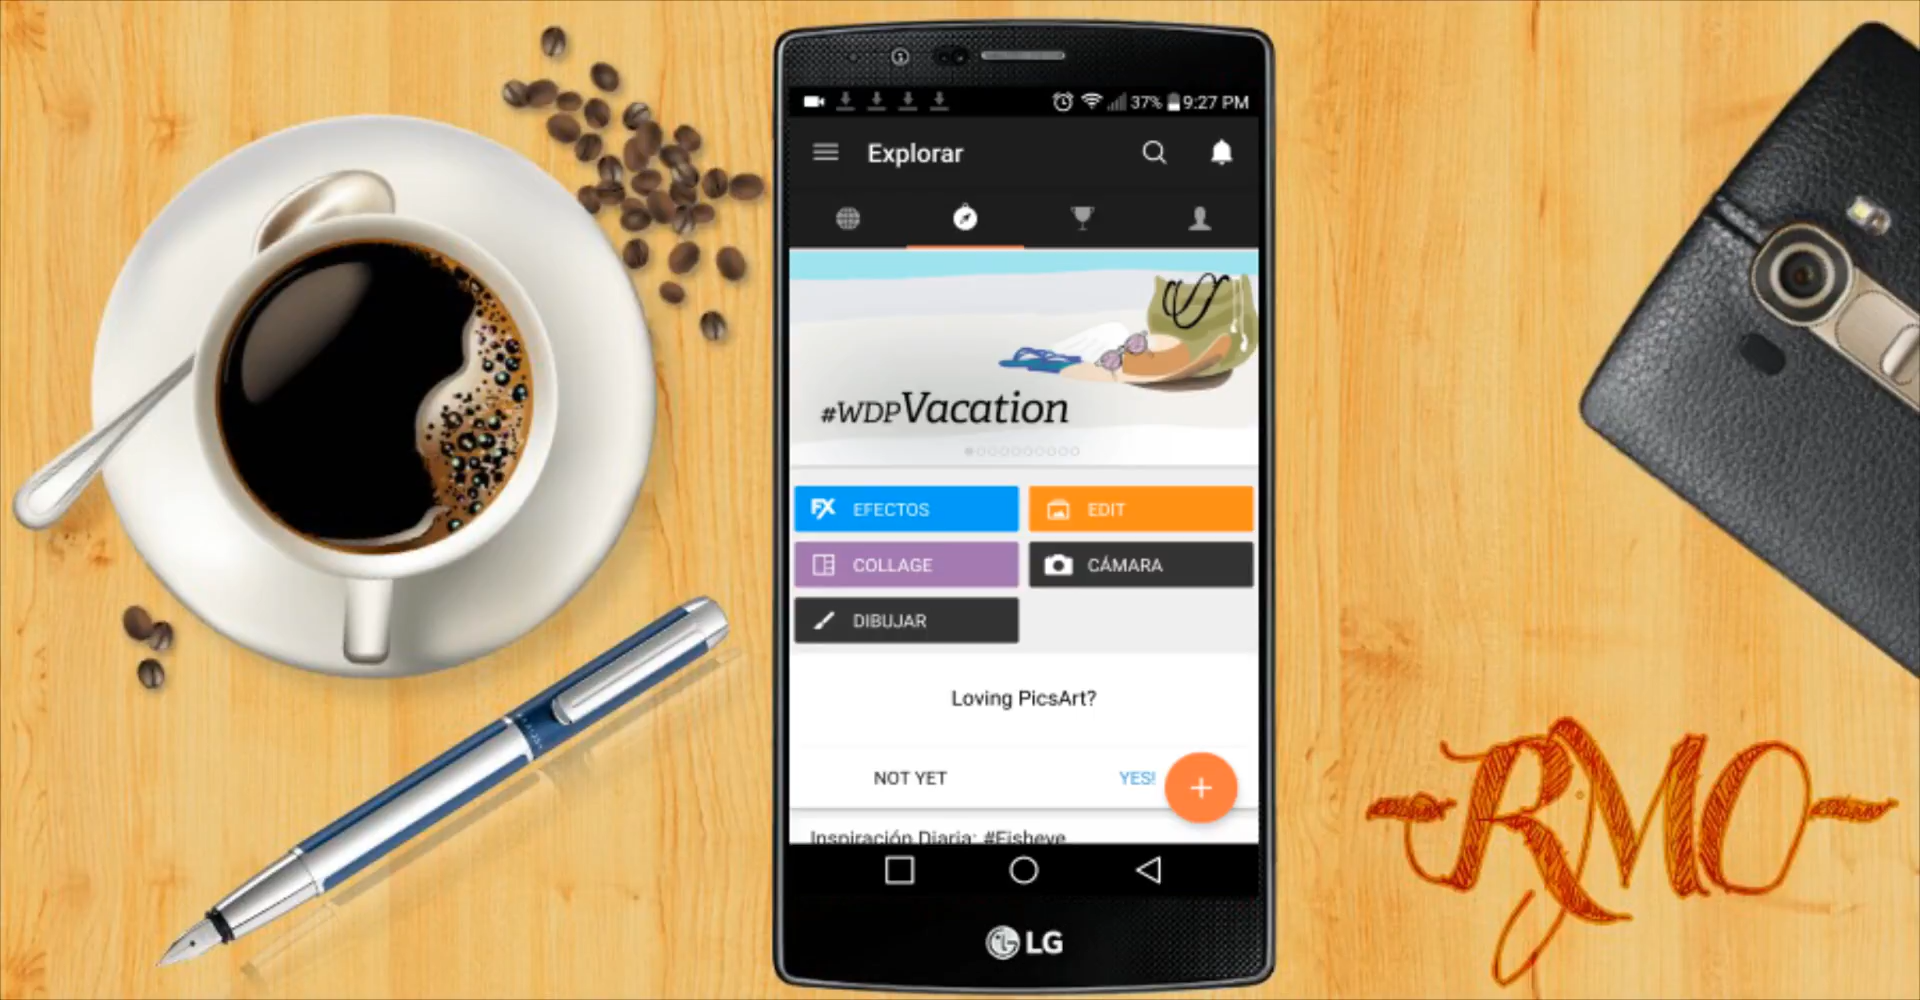 37% 9:27 PM
Explorar
#WDPVacation
FX EFECTOS
EDIT
COLLAGE
CÁMARA
DIBUJAR
Loving PicsArt?
NOT YET
YES!
Inspiración Diaria: #Fisheye
LG
RMO